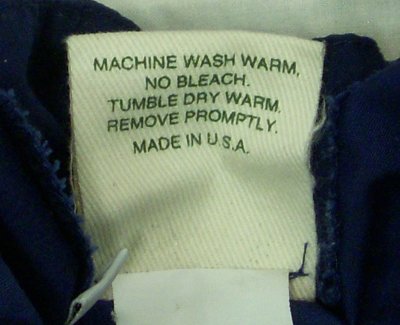 MACHINE WASH WARM,
NO BLEACH.
TUMBLE DRY WARM.
REMOVE PROMPTLY.
MADE IN U.S.A.